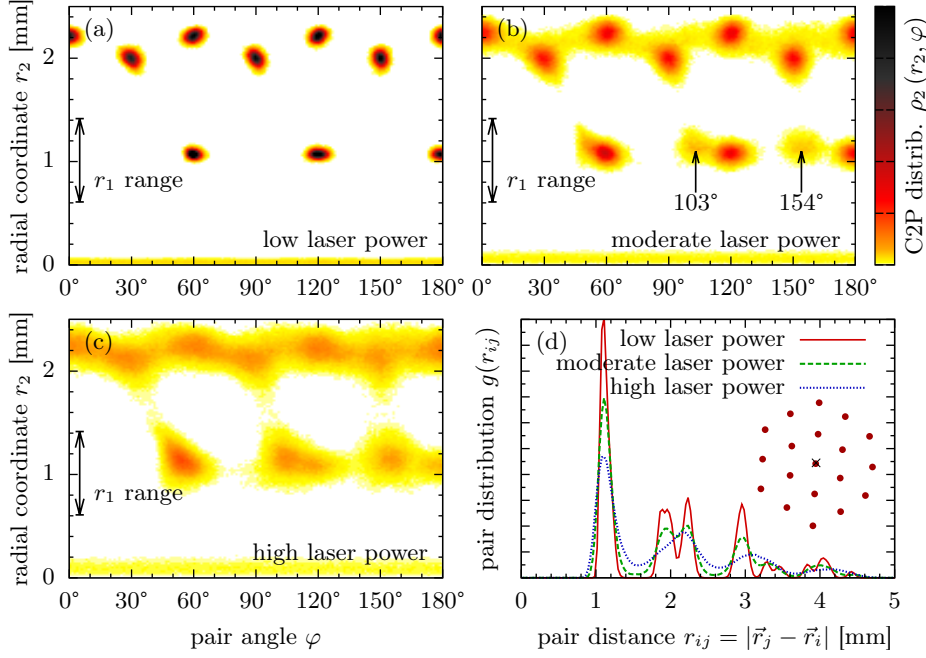 (a)
radial coordinate r₂ [mm]
2
1
0
r₁ range
low laser power
0° 30° 60° 90° 120° 150° 180°
(b)
r₁ range
103°
154°
moderate laser power
0° 30° 60° 90° 120° 150° 180°
C2P distrib. ρ₂ (r₂, φ)
(c)
radial coordinate r₂ [mm]
2
1
0
r₁ range
high laser power
0° 30° 60° 90° 120° 150° 180°
pair angle φ
(d)
pair distribution g(r_ij)
low laser power
moderate laser power
high laser power
0 1 2 3 4 5
pair distance r_ij = |r⃗_j − r⃗_i| [mm]